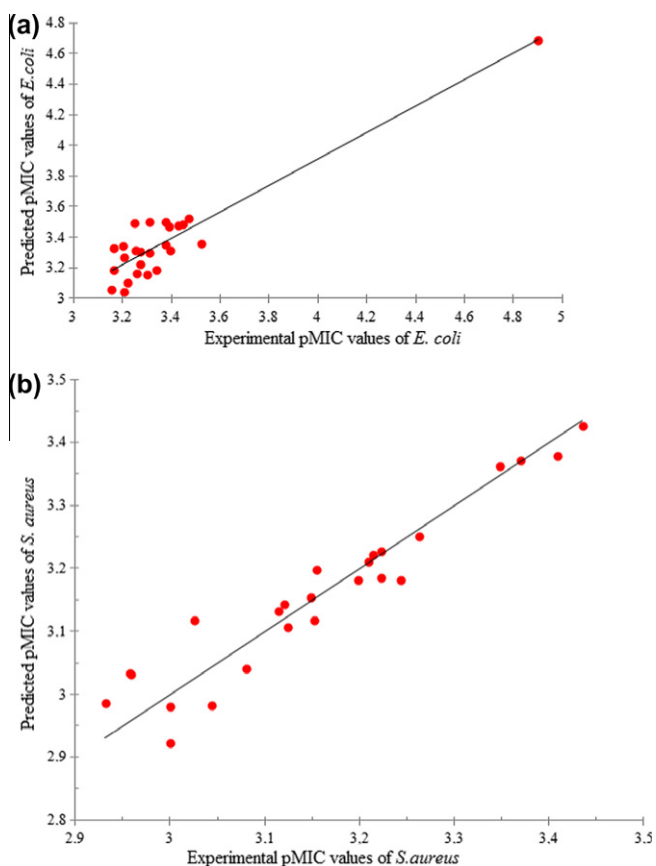 (a)
4.8
4.6
4.4
4.2
4
3.8
3.6
3.4
3.2
3
Predicted pMIC values of E.coli
3 3.2 3.4 3.6 3.8 4 4.2 4.4 4.6 4.8 5
Experimental pMIC values of E. coli
(b)
3.5
3.4
3.3
3.2
3.1
3
2.9
2.8
Predicted pMIC values of S. aureus
2.9 3 3.1 3.2 3.3 3.4 3.5
Experimental pMIC values of S.aureus